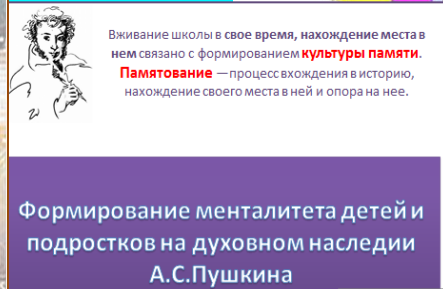 Вживание школы в свое время, нахождение места в
нем связано с формированием культуры памяти.
Памятование — процесс вхождения в историю,
нахождение своего места в ней и опора на нее.
Формирование менталитета детей и
подростков на духовном наследии
А.С.Пушкина